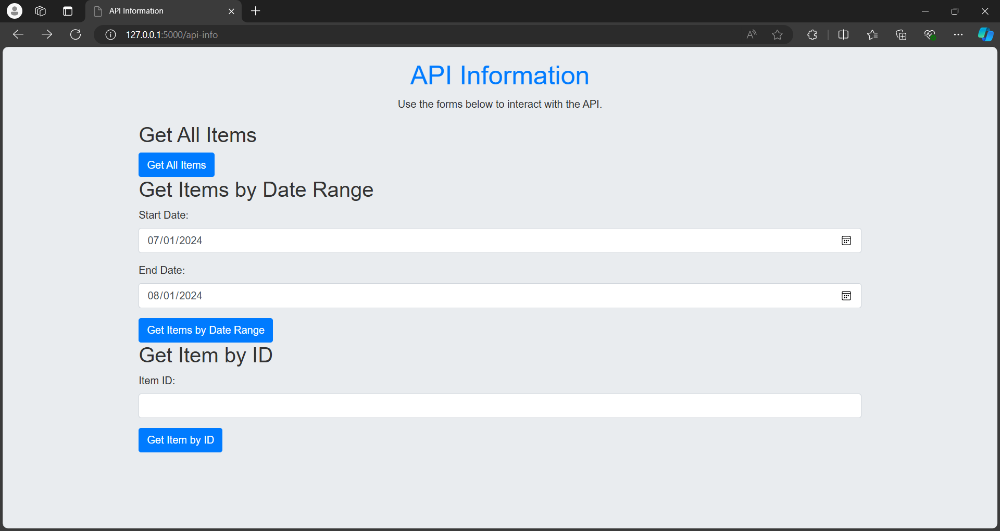 API Information
127.0.0.1:5000/api-info
API Information
Use the forms below to interact with the API.
Get All Items
Get All Items
Get Items by Date Range
Start Date:
07/01/2024
End Date:
08/01/2024
Get Items by Date Range
Get Item by ID
Item ID:
Get Item by ID